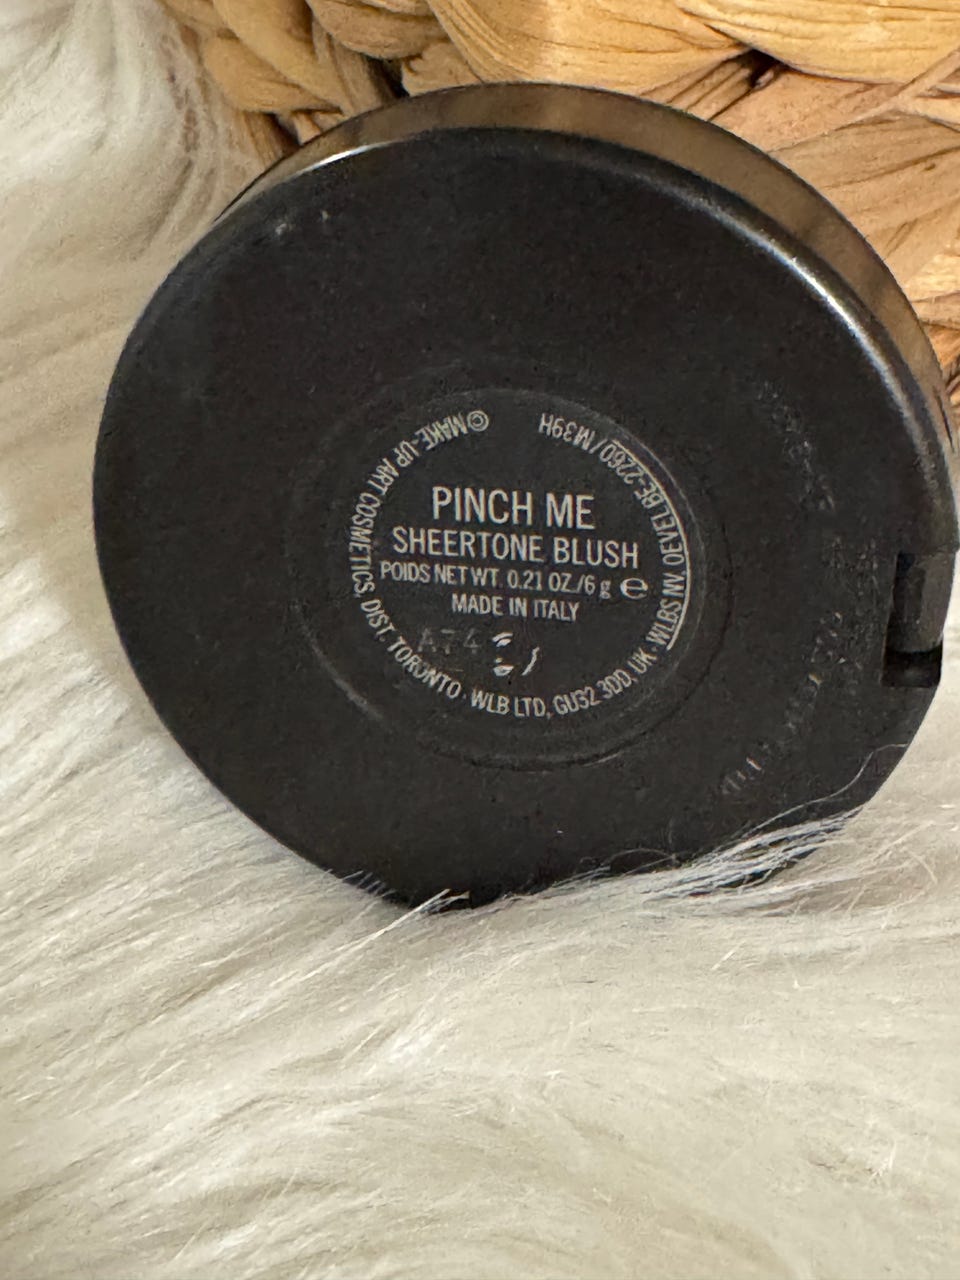 PINCH ME
SHEERTONE BLUSH
POIDS NET WT. 0.21 OZ./6 g ℮
MADE IN ITALY
A74
©MAKE-UP ART COSMETICS, DIST. TORONTO · WLB LTD, GU32 3DD, UK · WLBS NV, OEVEL BE-2260 / M39H